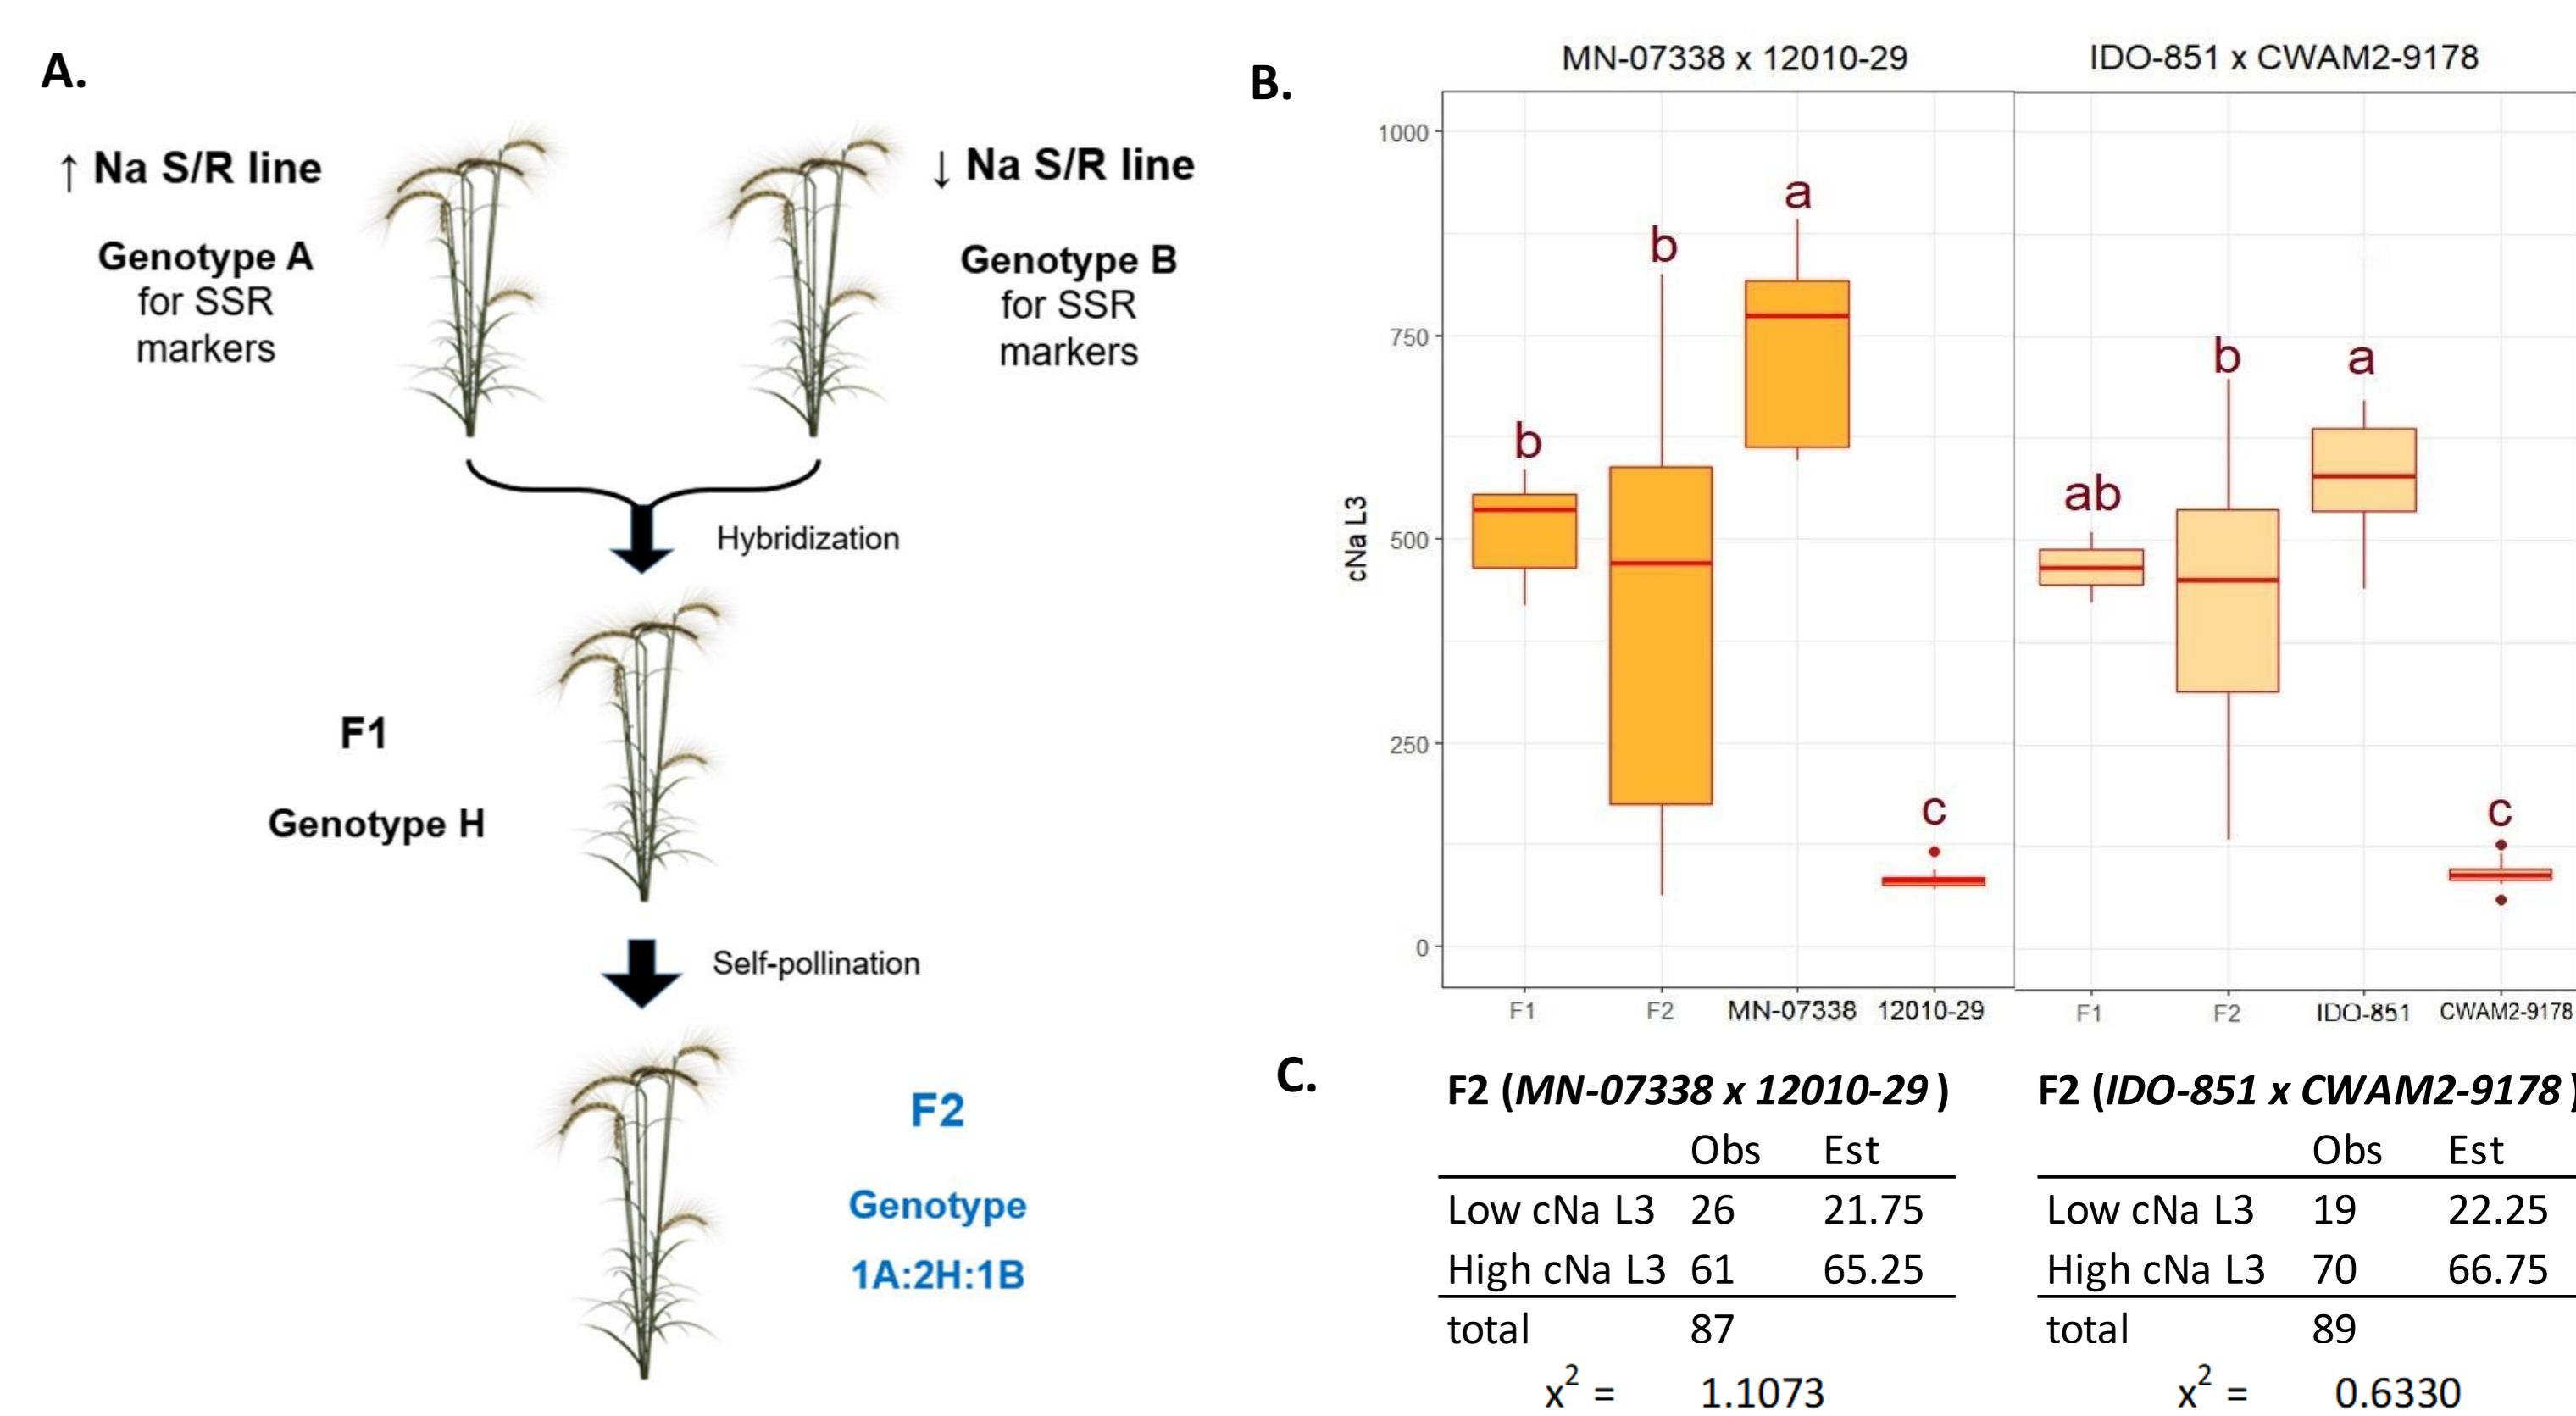 A.
↑ Na S/R line
Genotype A
for SSR
markers
↓ Na S/R line
Genotype B
for SSR
markers
Hybridization
F1
Genotype H
Self-pollination
F2
Genotype
1A:2H:1B
B.
MN-07338 x 12010-29
IDO-851 x CWAM2-9178
cNa L3
1000
750
500
250
0
b
b
a
c
ab
b
a
c
F1
F2
MN-07338
12010-29
F1
F2
IDO-851
CWAM2-9178
C.
F2 (MN-07338 x 12010-29 )
Obs Est
Low cNa L3 26 21.75
High cNa L3 61 65.25
total 87
x² = 1.1073
F2 (IDO-851 x CWAM2-9178 )
Obs Est
Low cNa L3 19 22.25
High cNa L3 70 66.75
total 89
x² = 0.6330